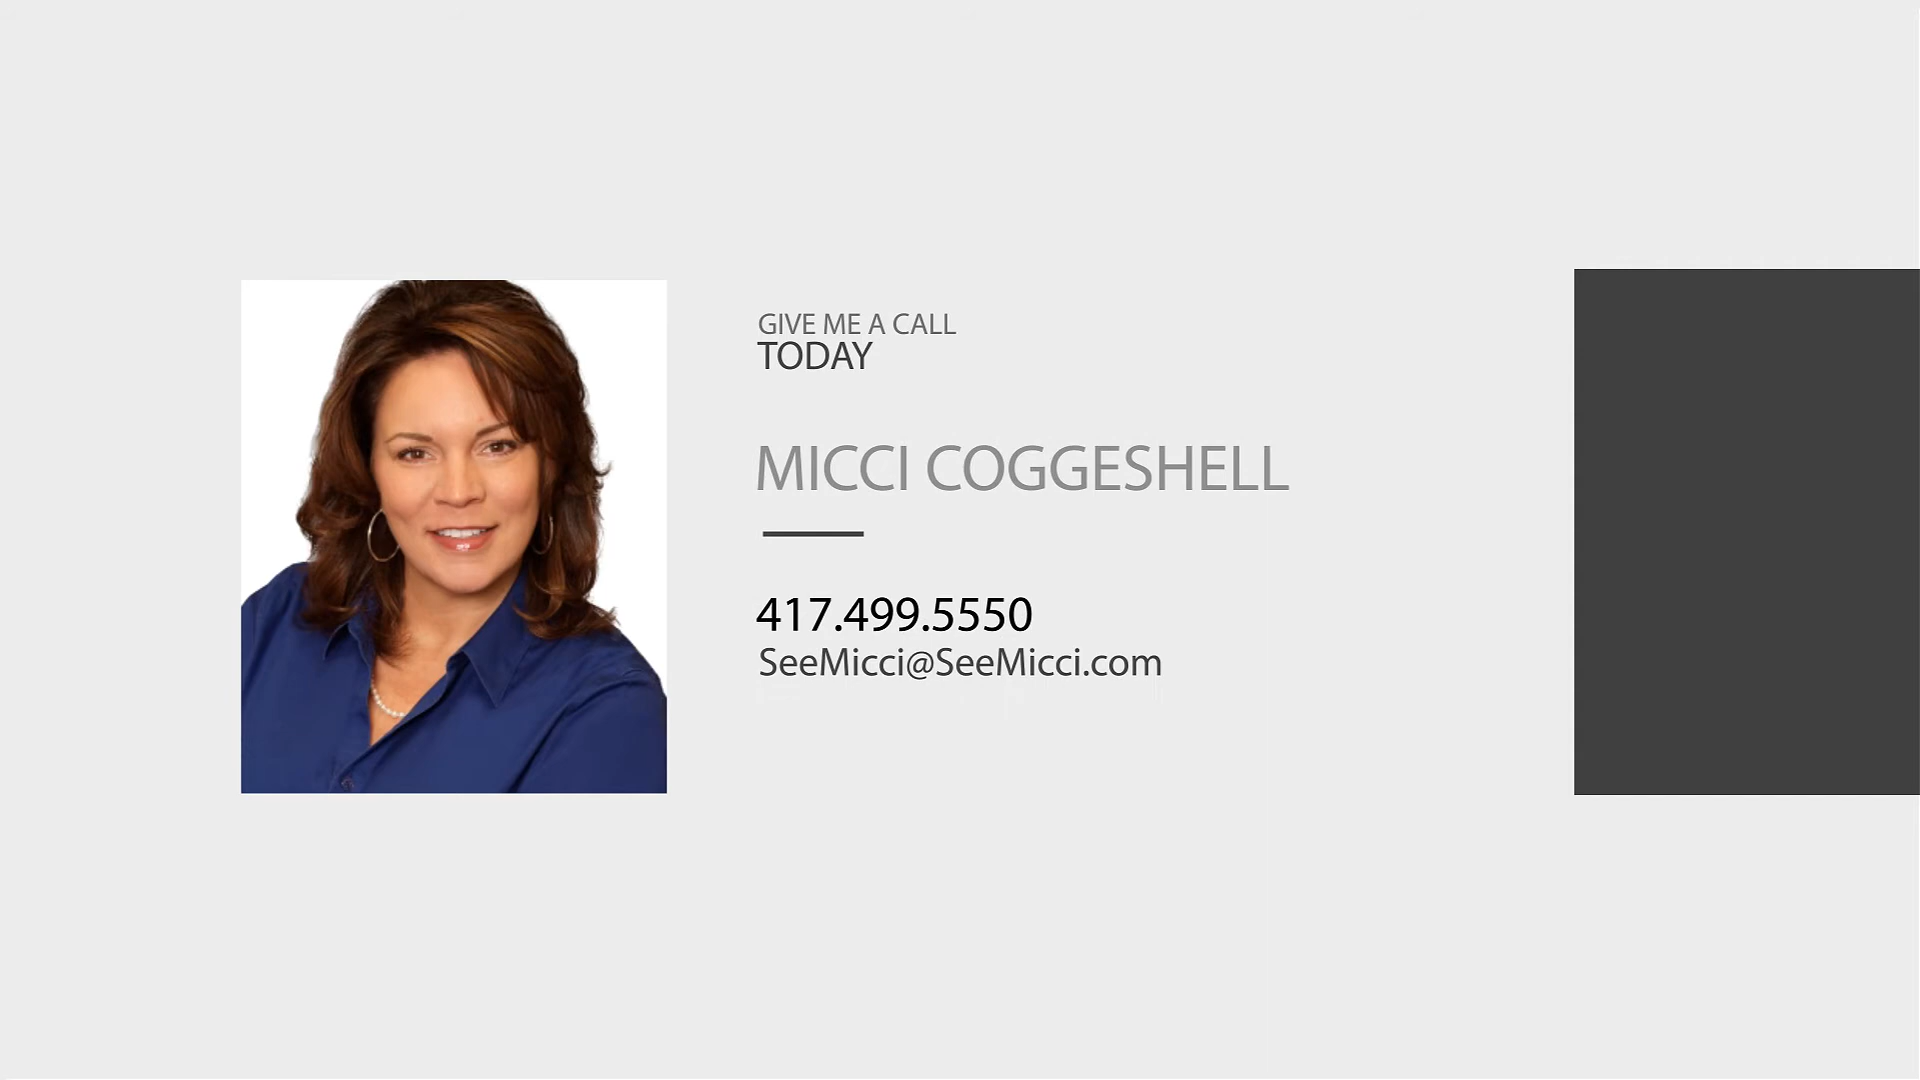 GIVE ME A CALL
TODAY
MICCI COGGESHELL
417.499.5550
SeeMicci@SeeMicci.com